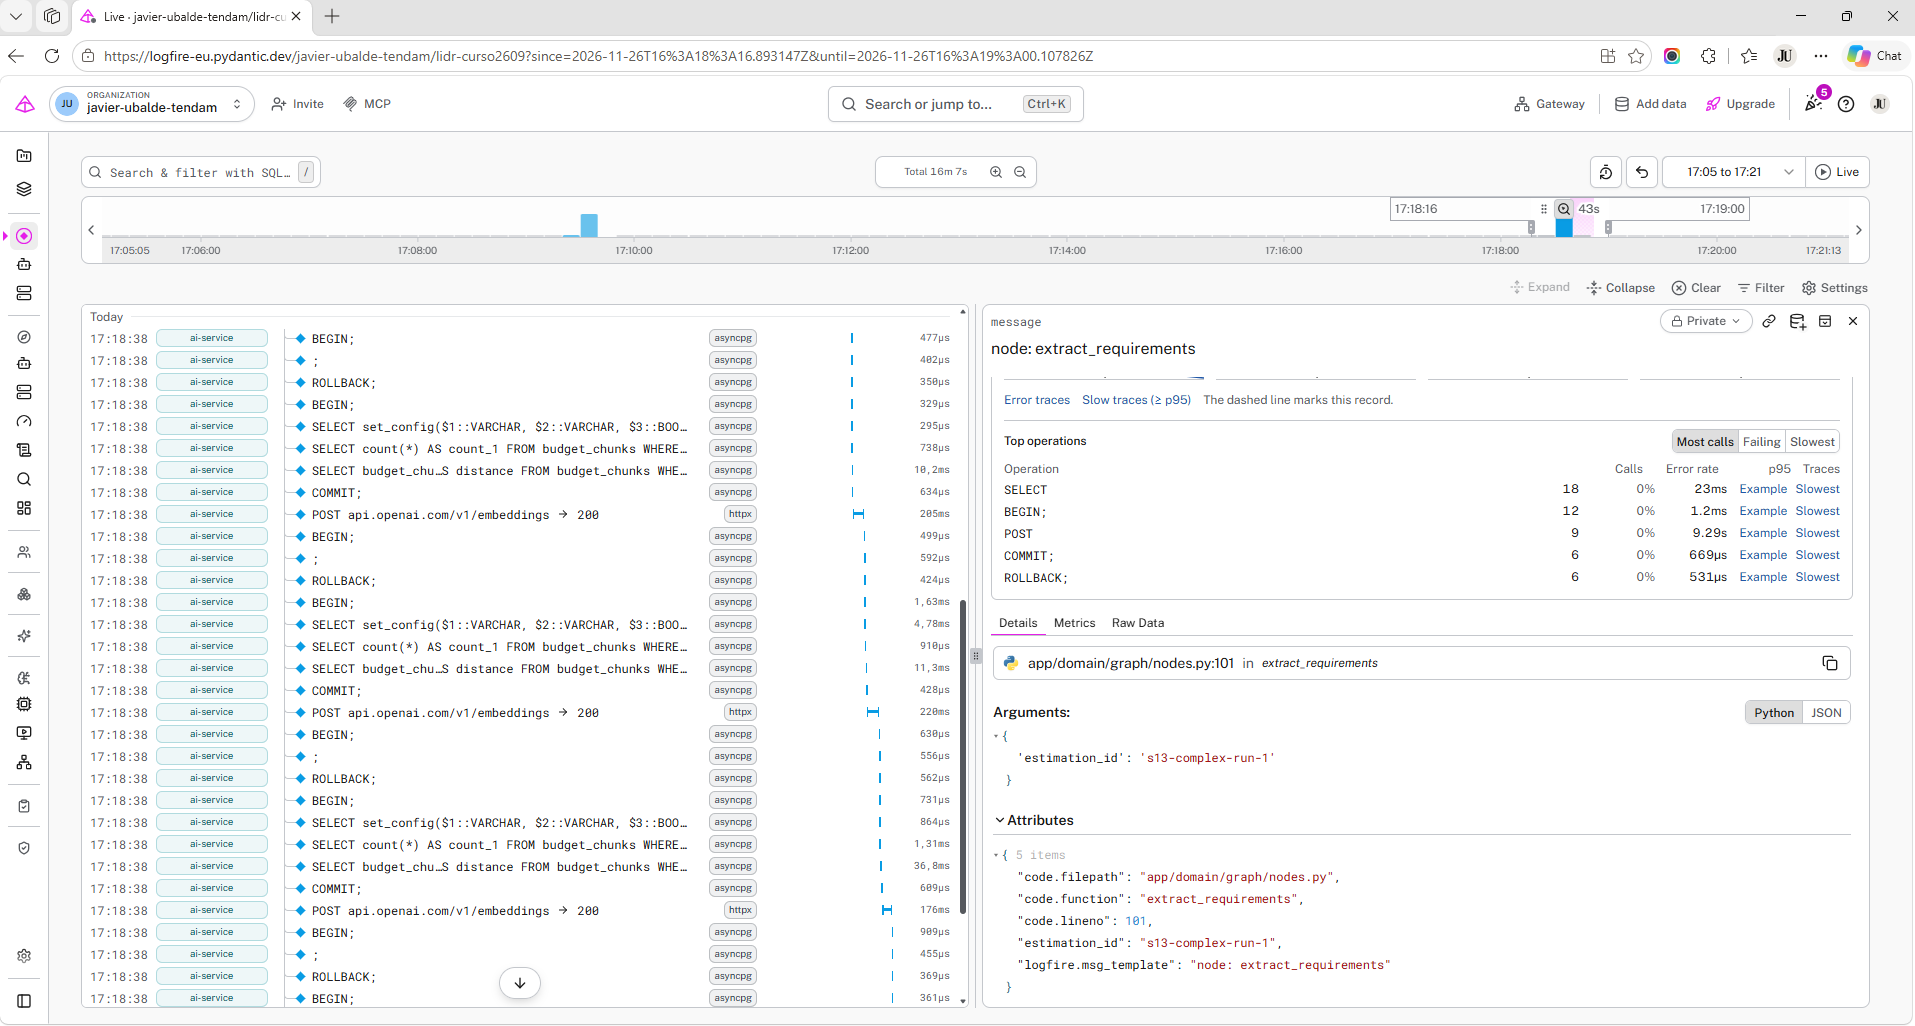 Live · javier-ubalde-tendam/lidr-cu
https://logfire-eu.pydantic.dev/javier-ubalde-tendam/lidr-curso2609?since=2026-11-26T16%3A18%3A16.893147Z&until=2026-11-26T16%3A19%3A00.107826Z
JU
Chat
JU
ORGANIZATION
javier-ubalde-tendam
Invite
MCP
Search or jump to... Ctrl+K
Gateway
Add data
Upgrade
5
JU
Search & filter with SQL… /
Total 16m 7s
17:05 to 17:21
Live
17:18:16 43s 17:19:00
17:05:05 17:06:00 17:08:00 17:10:00 17:12:00 17:14:00 17:16:00 17:18:00 17:20:00 17:21:13
Expand Collapse Clear Filter Settings
Today
17:18:38 ai-service BEGIN; asyncpg 477µs
17:18:38 ai-service ; asyncpg 402µs
17:18:38 ai-service ROLLBACK; asyncpg 350µs
17:18:38 ai-service BEGIN; asyncpg 329µs
17:18:38 ai-service SELECT set_config($1::VARCHAR, $2::VARCHAR, $3::BOO… asyncpg 295µs
17:18:38 ai-service SELECT count(*) AS count_1 FROM budget_chunks WHERE… asyncpg 738µs
17:18:38 ai-service SELECT budget_chu…S distance FROM budget_chunks WHE… asyncpg 10,2ms
17:18:38 ai-service COMMIT; asyncpg 634µs
17:18:38 ai-service POST api.openai.com/v1/embeddings → 200 httpx 205ms
17:18:38 ai-service BEGIN; asyncpg 499µs
17:18:38 ai-service ; asyncpg 592µs
17:18:38 ai-service ROLLBACK; asyncpg 424µs
17:18:38 ai-service BEGIN; asyncpg 1,63ms
17:18:38 ai-service SELECT set_config($1::VARCHAR, $2::VARCHAR, $3::BOO… asyncpg 4,78ms
17:18:38 ai-service SELECT count(*) AS count_1 FROM budget_chunks WHERE… asyncpg 910µs
17:18:38 ai-service SELECT budget_chu…S distance FROM budget_chunks WHE… asyncpg 11,3ms
17:18:38 ai-service COMMIT; asyncpg 428µs
17:18:38 ai-service POST api.openai.com/v1/embeddings → 200 httpx 220ms
17:18:38 ai-service BEGIN; asyncpg 630µs
17:18:38 ai-service ; asyncpg 556µs
17:18:38 ai-service ROLLBACK; asyncpg 562µs
17:18:38 ai-service BEGIN; asyncpg 731µs
17:18:38 ai-service SELECT set_config($1::VARCHAR, $2::VARCHAR, $3::BOO… asyncpg 864µs
17:18:38 ai-service SELECT count(*) AS count_1 FROM budget_chunks WHERE… asyncpg 1,31ms
17:18:38 ai-service SELECT budget_chu…S distance FROM budget_chunks WHE… asyncpg 36,8ms
17:18:38 ai-service COMMIT; asyncpg 609µs
17:18:38 ai-service POST api.openai.com/v1/embeddings → 200 httpx 176ms
17:18:38 ai-service BEGIN; asyncpg 909µs
17:18:38 ai-service ; asyncpg 455µs
17:18:38 ai-service ROLLBACK; asyncpg 369µs
17:18:38 ai-service BEGIN; asyncpg 361µs
message
Private
node: extract_requirements
Error traces Slow traces (≥ p95) The dashed line marks this record.
Top operations
Most calls Failing Slowest
Operation Calls Error rate p95 Traces
SELECT 18 0% 23ms Example Slowest
BEGIN; 12 0% 1.2ms Example Slowest
POST 9 0% 9.29s Example Slowest
COMMIT; 6 0% 669µs Example Slowest
ROLLBACK; 6 0% 531µs Example Slowest
Details Metrics Raw Data
app/domain/graph/nodes.py:101 in extract_requirements
Arguments:
Python JSON
{
'estimation_id': 's13-complex-run-1'
}
Attributes
{ 5 items
"code.filepath": "app/domain/graph/nodes.py",
"code.function": "extract_requirements",
"code.lineno": 101,
"estimation_id": "s13-complex-run-1",
"logfire.msg_template": "node: extract_requirements"
}